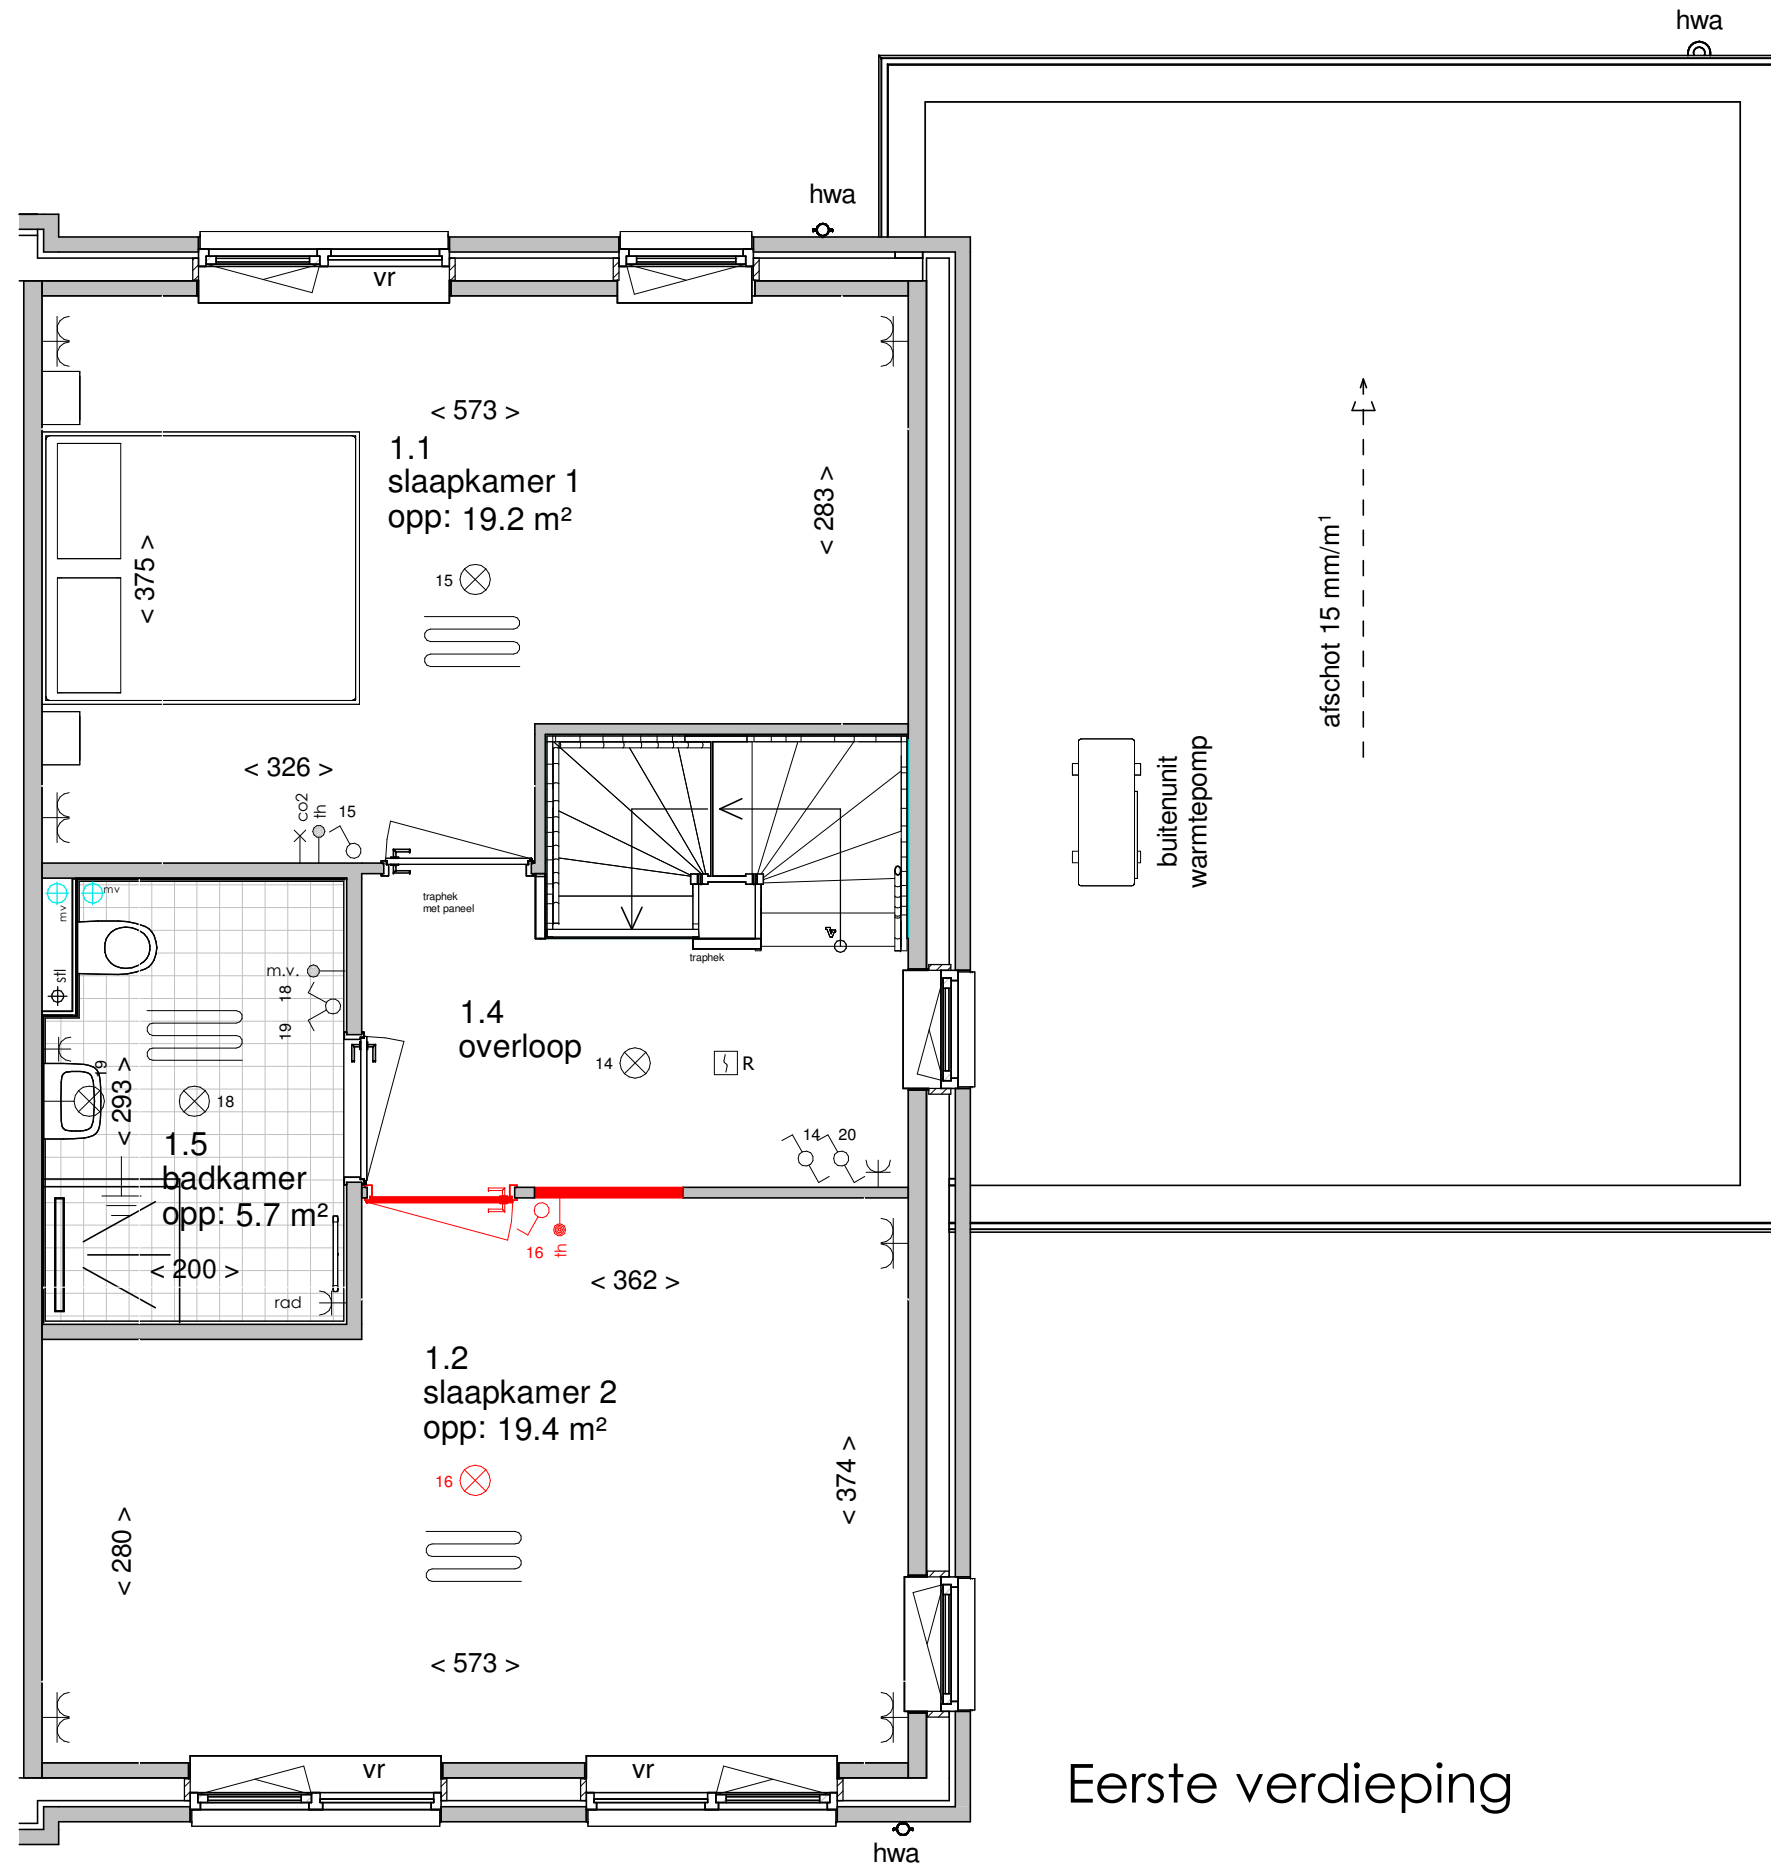 hwa
hwa
vr
< 573 >
1.1
slaapkamer 1
opp: 19.2 m²
< 283 >
< 375 >
15
afschot 15 mm/m¹
buitenunit
warmtepomp
< 326 >
co2
th
15
traphek
met paneel
mv
mv
stl
m.v.
18
19
traphek
1.4
overloop
14
R
19
< 293 >
18
1.5
badkamer
opp: 5.7 m²
< 200 >
rad
14
20
16
th
< 362 >
1.2
slaapkamer 2
opp: 19.4 m²
16
< 374 >
< 280 >
< 573 >
vr
vr
hwa
Eerste verdieping